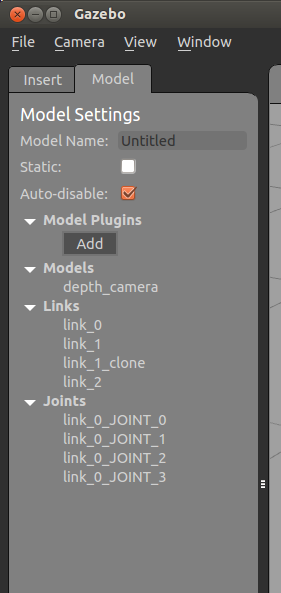 Gazebo
File Camera View Window
Insert Model
Model Settings
Model Name: Untitled
Static:
Auto-disable:
Model Plugins
Add
Models
depth_camera
Links
link_0
link_1
link_1_clone
link_2
Joints
link_0_JOINT_0
link_0_JOINT_1
link_0_JOINT_2
link_0_JOINT_3